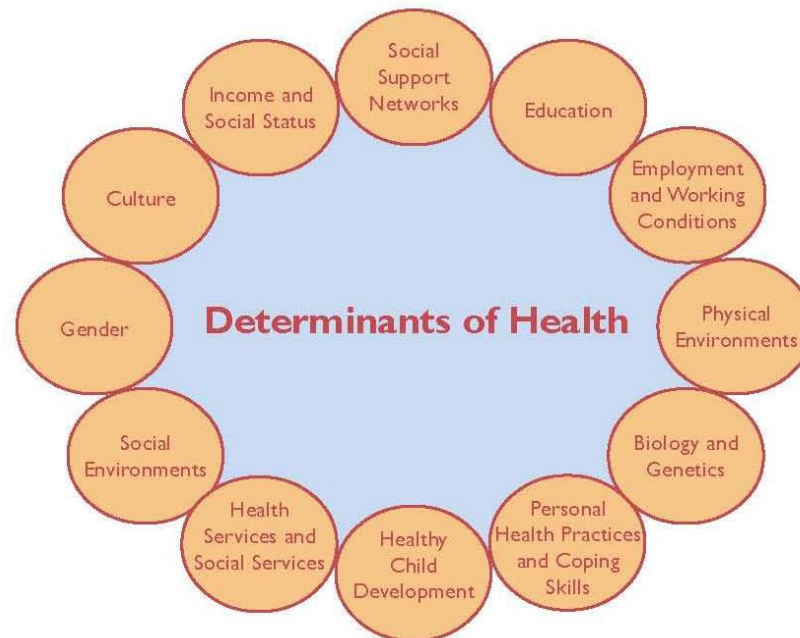 Social
Support
Networks
Education
Employment
and Working
Conditions
Physical
Environments
Biology and
Genetics
Personal
Health Practices
and Coping
Skills
Healthy
Child
Development
Health
Services and
Social Services
Social
Environments
Gender
Culture
Income and
Social Status
Determinants of Health